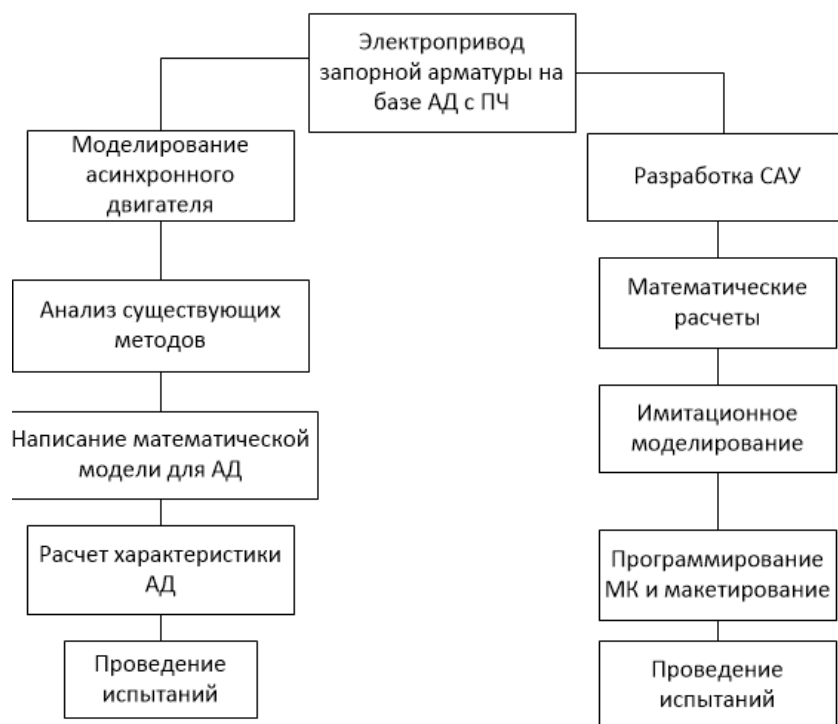 Электропривод
запорной арматуры на
базе АД с ПЧ
Моделирование
асинхронного
двигателя
Анализ существующих
методов
Написание математической
модели для АД
Расчет характеристики
АД
Проведение
испытаний
Разработка САУ
Математические
расчеты
Имитационное
моделирование
Программирование
МК и макетирование
Проведение
испытаний